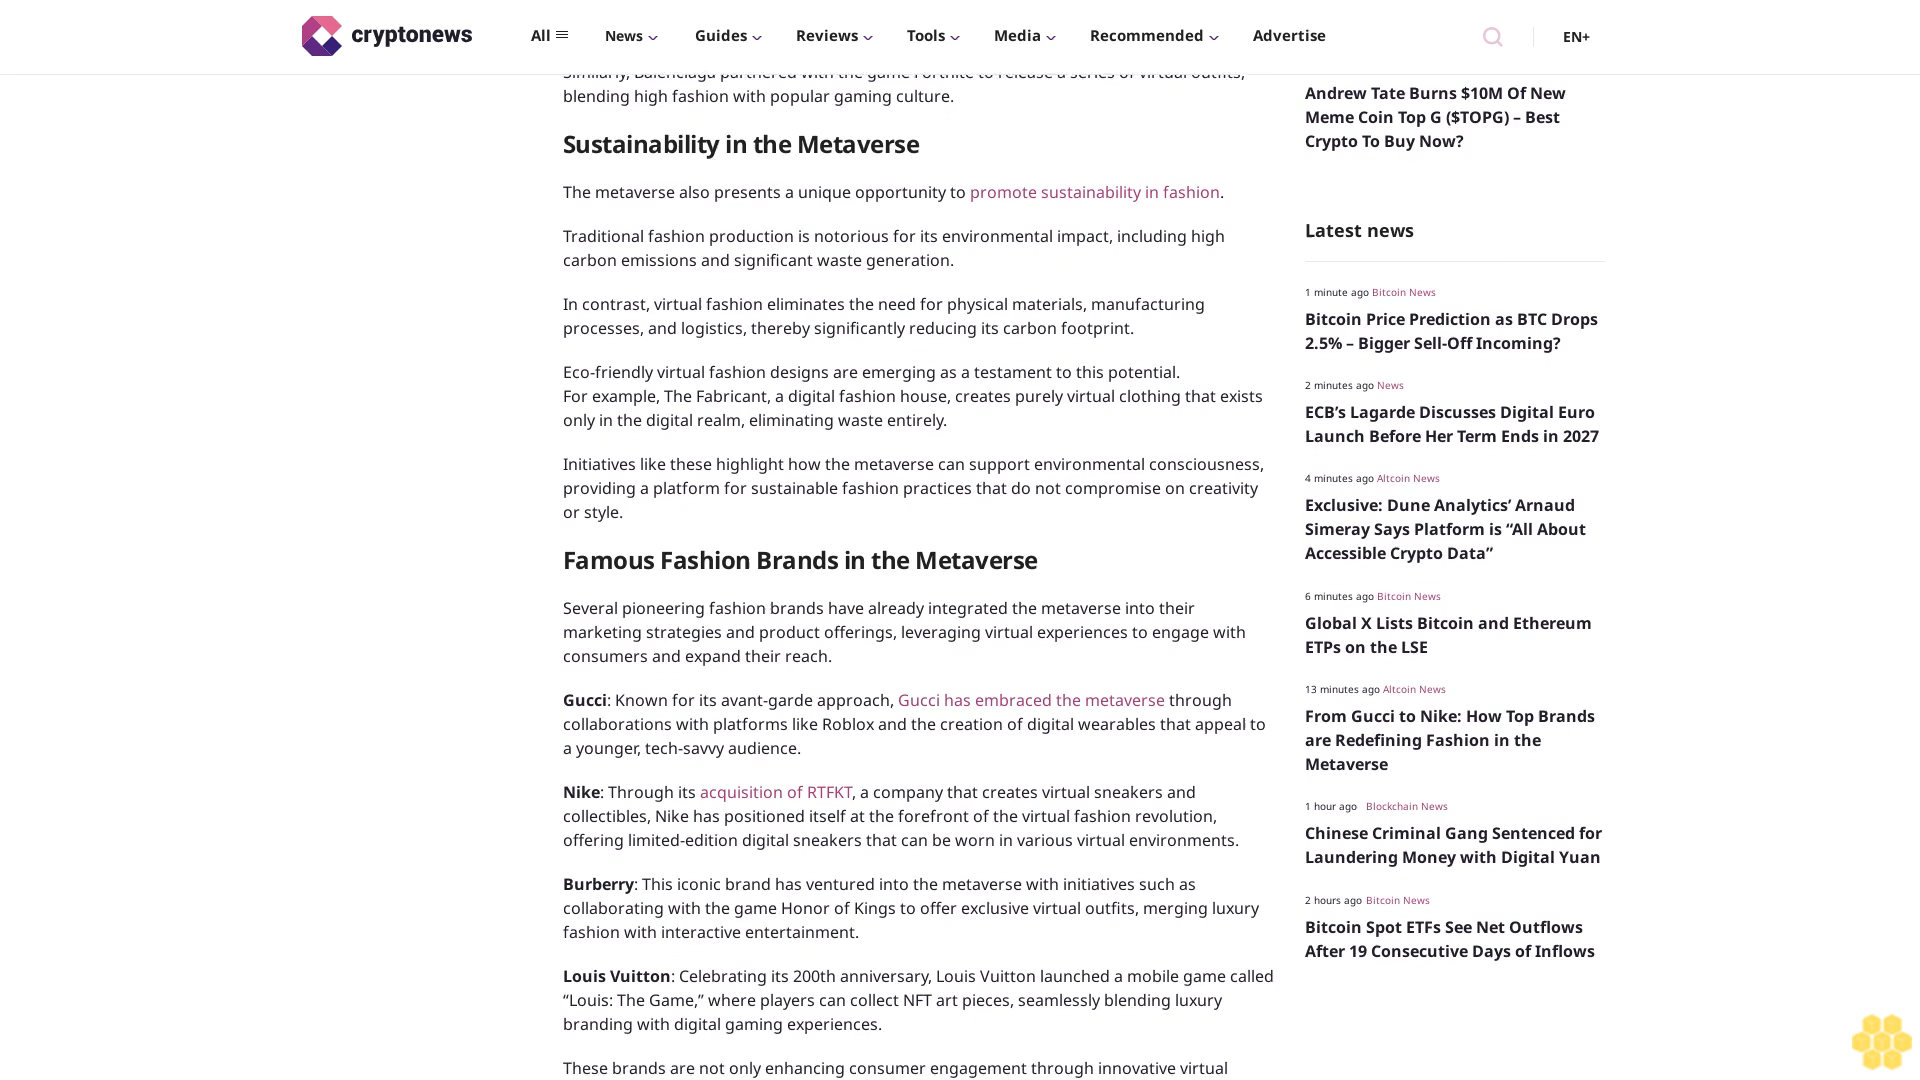 cryptonews
All
News
Guides
Reviews
Tools
Media
Recommended
Advertise
EN+
Similarly, Balenciaga partnered with the game Fortnite to release a series of virtual outfits,
blending high fashion with popular gaming culture.
Sustainability in the Metaverse
The metaverse also presents a unique opportunity to promote sustainability in fashion.
Traditional fashion production is notorious for its environmental impact, including high
carbon emissions and significant waste generation.
In contrast, virtual fashion eliminates the need for physical materials, manufacturing
processes, and logistics, thereby significantly reducing its carbon footprint.
Eco-friendly virtual fashion designs are emerging as a testament to this potential.
For example, The Fabricant, a digital fashion house, creates purely virtual clothing that exists
only in the digital realm, eliminating waste entirely.
Initiatives like these highlight how the metaverse can support environmental consciousness,
providing a platform for sustainable fashion practices that do not compromise on creativity
or style.
Famous Fashion Brands in the Metaverse
Several pioneering fashion brands have already integrated the metaverse into their
marketing strategies and product offerings, leveraging virtual experiences to engage with
consumers and expand their reach.
Gucci: Known for its avant-garde approach, Gucci has embraced the metaverse through
collaborations with platforms like Roblox and the creation of digital wearables that appeal to
a younger, tech-savvy audience.
Nike: Through its acquisition of RTFKT, a company that creates virtual sneakers and
collectibles, Nike has positioned itself at the forefront of the virtual fashion revolution,
offering limited-edition digital sneakers that can be worn in various virtual environments.
Burberry: This iconic brand has ventured into the metaverse with initiatives such as
collaborating with the game Honor of Kings to offer exclusive virtual outfits, merging luxury
fashion with interactive entertainment.
Louis Vuitton: Celebrating its 200th anniversary, Louis Vuitton launched a mobile game called
“Louis: The Game,” where players can collect NFT art pieces, seamlessly blending luxury
branding with digital gaming experiences.
These brands are not only enhancing consumer engagement through innovative virtual
Andrew Tate Burns $10M Of New
Meme Coin Top G ($TOPG) – Best
Crypto To Buy Now?
Latest news
1 minute ago Bitcoin News
Bitcoin Price Prediction as BTC Drops
2.5% – Bigger Sell-Off Incoming?
2 minutes ago News
ECB’s Lagarde Discusses Digital Euro
Launch Before Her Term Ends in 2027
4 minutes ago Altcoin News
Exclusive: Dune Analytics’ Arnaud
Simeray Says Platform is “All About
Accessible Crypto Data”
6 minutes ago Bitcoin News
Global X Lists Bitcoin and Ethereum
ETPs on the LSE
13 minutes ago Altcoin News
From Gucci to Nike: How Top Brands
are Redefining Fashion in the
Metaverse
1 hour ago Blockchain News
Chinese Criminal Gang Sentenced for
Laundering Money with Digital Yuan
2 hours ago Bitcoin News
Bitcoin Spot ETFs See Net Outflows
After 19 Consecutive Days of Inflows